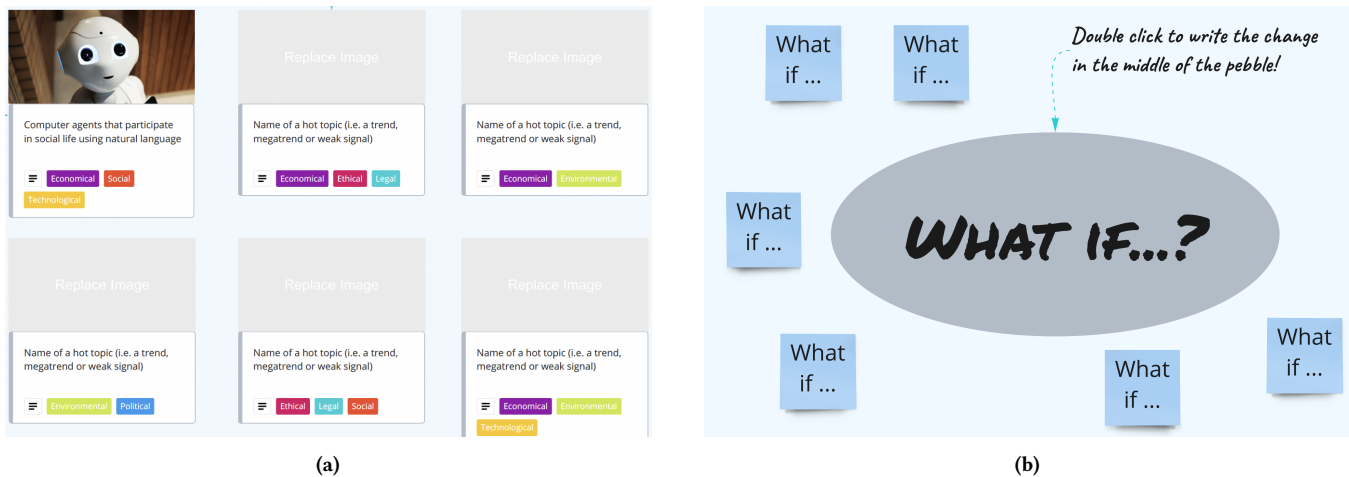 Replace Image
Replace Image
Computer agents that participate
in social life using natural language
Economical Social
Technological
Name of a hot topic (i.e. a trend,
megatrend or weak signal)
Economical Ethical Legal
Name of a hot topic (i.e. a trend,
megatrend or weak signal)
Economical Environmental
Replace Image
Replace Image
Replace Image
Name of a hot topic (i.e. a trend,
megatrend or weak signal)
Environmental Political
Name of a hot topic (i.e. a trend,
megatrend or weak signal)
Ethical Legal Social
Name of a hot topic (i.e. a trend,
megatrend or weak signal)
Economical Environmental
Technological
(a)
What
if ...
What
if ...
Double click to write the change
in the middle of the pebble!
What
if ...
WHAT IF...?
What
if ...
What
if ...
What
if ...
(b)